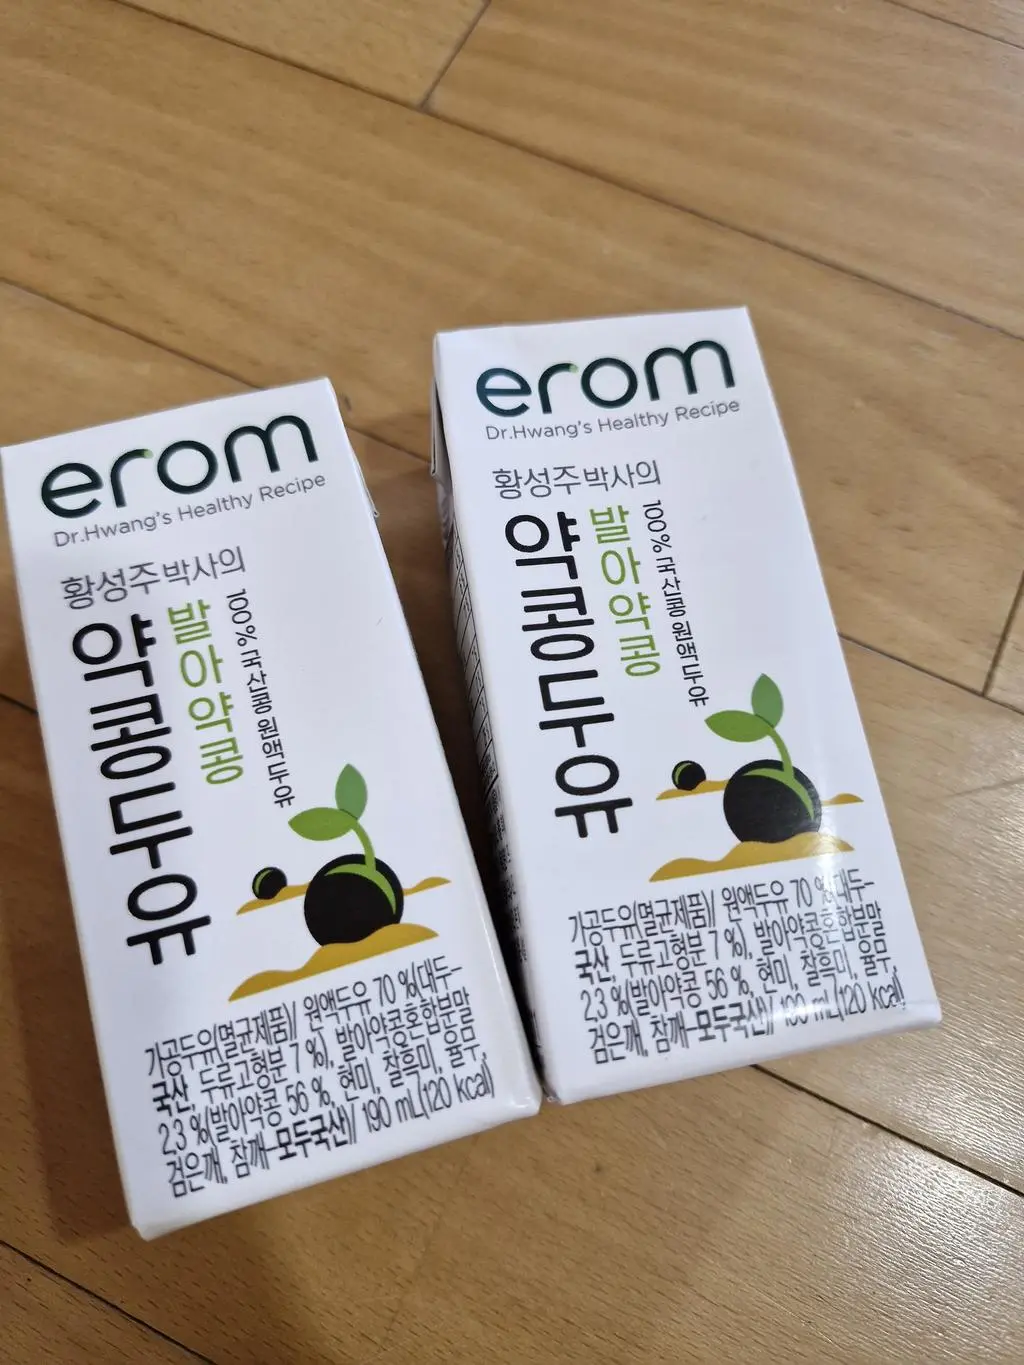 erom
Dr.Hwang's Healthy Recipe
황성주 박사의
약콩두유
발아약콩
100% 국산콩 원액두유
가공두유(멸균제품)/ 원액두유 70 %(대두-
국산, 두류고형분 7 %), 발아약콩혼합분말
2.3 %(발아약콩 56 %, 현미, 찰흑미, 율무,
검은깨, 참깨-모두국산)/ 190 mL(120 kcal)
erom
Dr.Hwang's Healthy Recipe
황성주 박사의
약콩두유
발아약콩
100% 국산콩 원액두유
가공두유(멸균제품)/ 원액두유 70 %(대두-
국산, 두류고형분 7 %), 발아약콩혼합분말
2.3 %(발아약콩 56 %, 현미, 찰흑미, 율무,
검은깨, 참깨-모두국산)/ 190 mL(120 kcal)